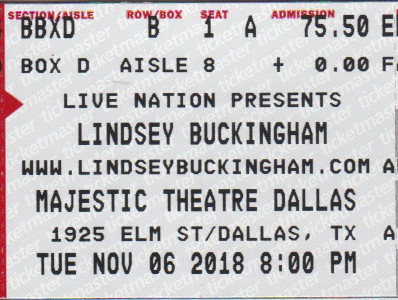 SECTION/AISLE ROW/BOX SEAT ADMISSION
BBXD B 1 A 75.50
BOX D AISLE 8 + 0.00
LIVE NATION PRESENTS
LINDSEY BUCKINGHAM
WWW.LINDSEYBUCKINGHAM.COM
MAJESTIC THEATRE DALLAS
1925 ELM ST/DALLAS, TX
TUE NOV 06 2018 8:00 PM